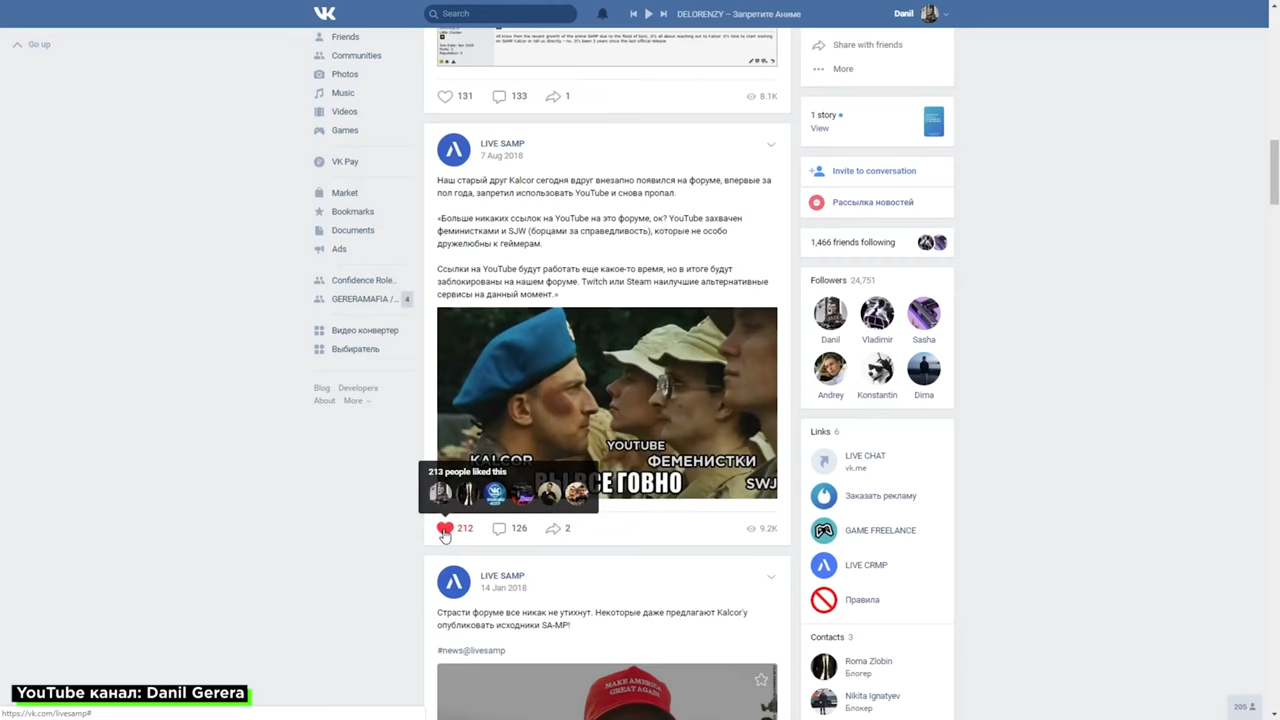 VK
Search
DELORENZY – Запретите Аниме
Danil
Go up
Friends
Communities
Photos
Music
Videos
Games
VK Pay
Market
Bookmarks
Documents
Ads
Confidence Role..
GERERAMAFIA /... 4
Видео конвертер
Выбиратель
Blog Developers
About More
131 133 1 8.1K
LIVE SAMP
7 Aug 2018
Наш старый друг Kalcor сегодня вдруг внезапно появился на форуме, впервые за
пол года, запретил использовать YouTube и снова пропал.
«Больше никаких ссылок на YouTube на это форуме, ок? YouTube захвачен
феминистками и SJW (борцами за справедливость), которые не особо
дружелюбны к геймерам.
Ссылки на YouTube будут работать еще какое-то время, но в итоге будут
заблокированы на нашем форуме. Twitch или Steam наилучшие альтернативные
сервисы на данный момент.»
YOUTUBE
KALCOR
ФЕМЕНИСТКИ
ВСЕ ГОВНО
SWJ
213 people liked this
212 126 2 9.2K
LIVE SAMP
14 Jan 2018
Страсти форуме все никак не утихнут. Некоторые даже предлагают Kalcor'у
опубликовать исходники SA-MP!
#news@livesamp
MAKE AMERICA
GREAT AGAIN
Share with friends
More
1 story
View
Invite to conversation
Рассылка новостей
1,466 friends following
Followers 24,751
Danil Vladimir Sasha
Andrey Konstantin Dima
Links 6
LIVE CHAT
vk.me
Заказать рекламу
GAME FREELANCE
LIVE CRMP
Правила
Contacts 3
Roma Zlobin
Блогер
Nikita Ignatyev
Блокер
205
YouTube канал: Danil Gerera
https://vk.com/livesamp#